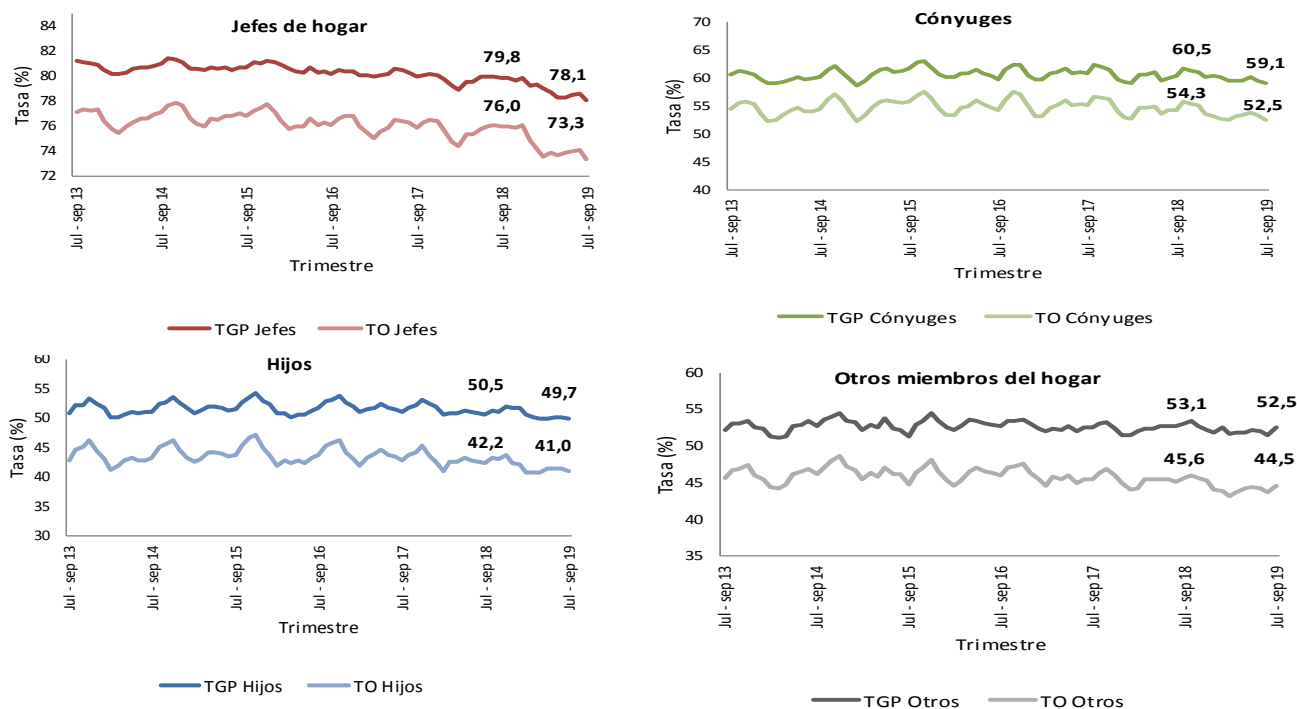 Jefes de hogar
Tasa (%)
84
82
80
78
76
74
72
79,8
78,1
76,0
73,3
Jul - sep 13
Jul - sep 14
Jul - sep 15
Jul - sep 16
Jul - sep 17
Jul - sep 18
Jul - sep 19
Trimestre
TGP Jefes
TO Jefes
Cónyuges
Tasa (%)
70
65
60
55
50
45
40
60,5
59,1
54,3
52,5
Jul - sep 13
Jul - sep 14
Jul - sep 15
Jul - sep 16
Jul - sep 17
Jul - sep 18
Jul - sep 19
Trimestre
TGP Cónyuges
TO Cónyuges
Hijos
Tasa (%)
60
55
50
45
40
35
30
50,5
49,7
42,2
41,0
Jul - sep 13
Jul - sep 14
Jul - sep 15
Jul - sep 16
Jul - sep 17
Jul - sep 18
Jul - sep 19
Trimestre
TGP Hijos
TO Hijos
Otros miembros del hogar
Tasa (%)
60
55
50
45
40
35
53,1
52,5
45,6
44,5
Jul - sep 13
Jul - sep 14
Jul - sep 15
Jul - sep 16
Jul - sep 17
Jul - sep 18
Jul - sep 19
Trimestre
TGP Otros
TO Otros